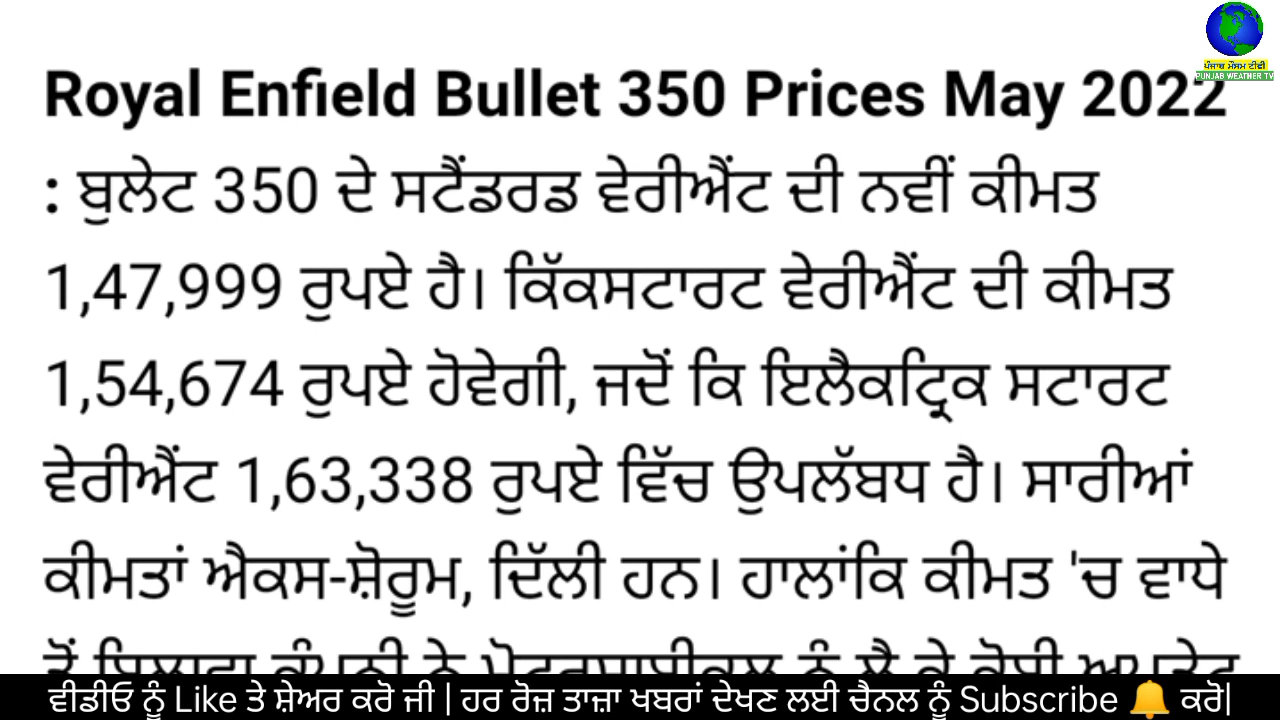 ਪੰਜਾਬ ਮੌਸਮ ਟੀਵੀ
PUNJAB WEATHER TV
Royal Enfield Bullet 350 Prices May 2022
: ਬੁਲੇਟ 350 ਦੇ ਸਟੈਂਡਰਡ ਵੇਰੀਐਂਟ ਦੀ ਨਵੀਂ ਕੀਮਤ
1,47,999 ਰੁਪਏ ਹੈ। ਕਿੱਕਸਟਾਰਟ ਵੇਰੀਐਂਟ ਦੀ ਕੀਮਤ
1,54,674 ਰੁਪਏ ਹੋਵੇਗੀ, ਜਦੋਂ ਕਿ ਇਲੈਕਟ੍ਰਿਕ ਸਟਾਰਟ
ਵੇਰੀਐਂਟ 1,63,338 ਰੁਪਏ ਵਿੱਚ ਉਪਲੱਬਧ ਹੈ। ਸਾਰੀਆਂ
ਕੀਮਤਾਂ ਐਕਸ-ਸ਼ੋਰੂਮ, ਦਿੱਲੀ ਹਨ। ਹਾਲਾਂਕਿ ਕੀਮਤ 'ਚ ਵਾਧੇ
ਵੀਡੀਓ ਨੂੰ Like ਤੇ ਸ਼ੇਅਰ ਕਰੋ ਜੀ | ਹਰ ਰੋਜ਼ ਤਾਜ਼ਾ ਖਬਰਾਂ ਦੇਖਣ ਲਈ ਚੈਨਲ ਨੂੰ Subscribe 🔔 ਕਰੋ|